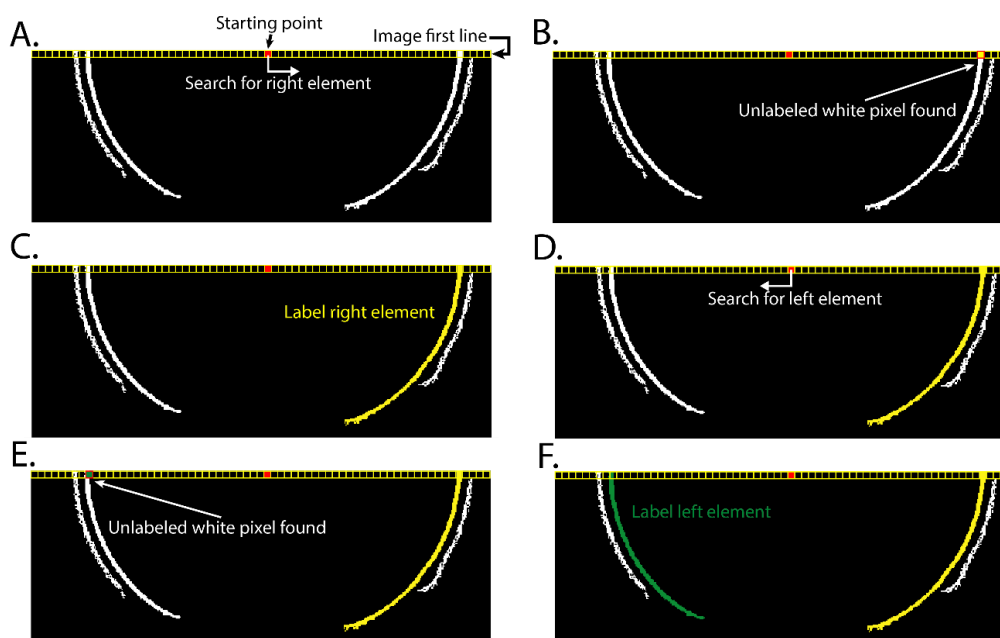 A.
Starting point
Image first line
Search for right element
B.
Unlabeled white pixel found
C.
Label right element
D.
Search for left element
E.
Unlabeled white pixel found
F.
Label left element